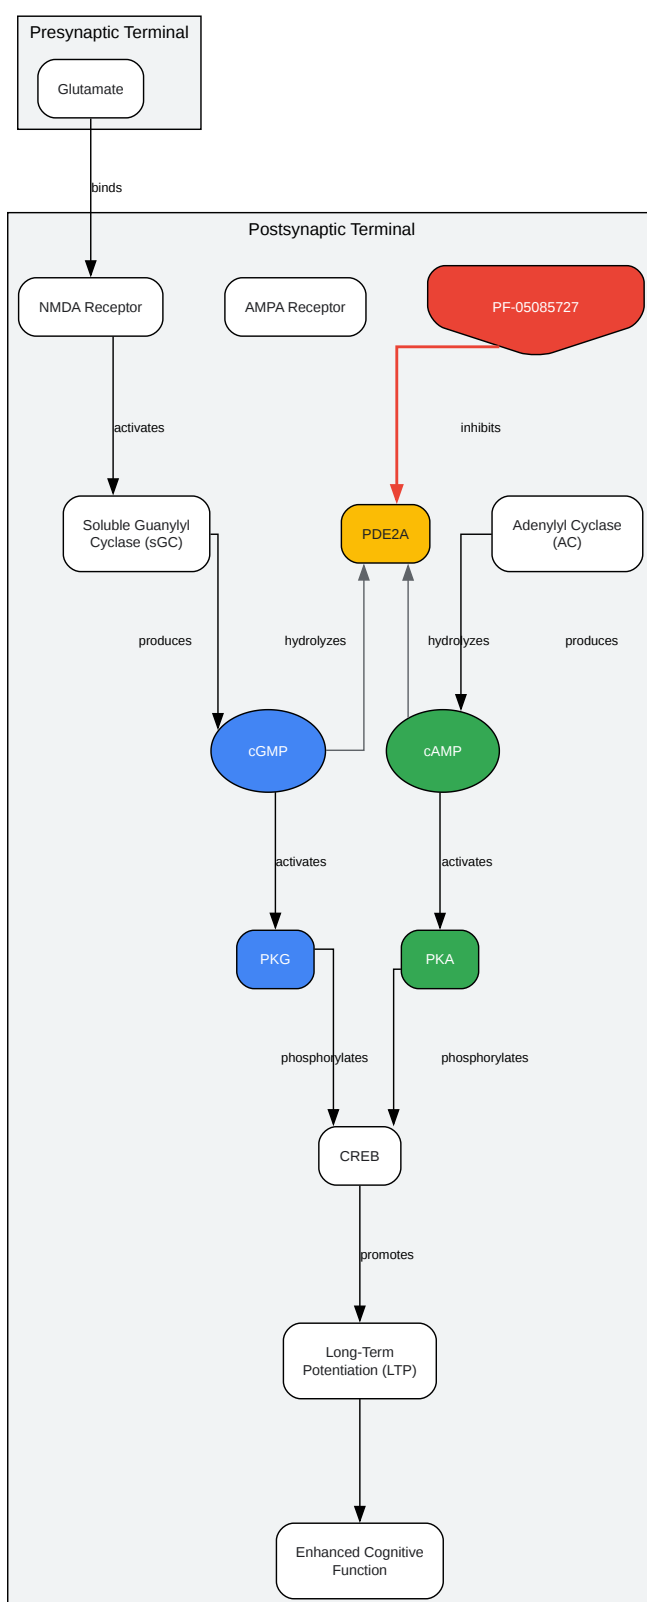 Presynaptic Terminal
Glutamate
binds
Postsynaptic Terminal
NMDA Receptor
AMPA Receptor
PF-05085727
activates
inhibits
Soluble Guanylyl
Cyclase (sGC)
PDE2A
Adenylyl Cyclase
(AC)
produces
hydrolyzes
hydrolyzes
produces
cGMP
cAMP
activates
activates
PKG
PKA
phosphorylates
phosphorylates
CREB
promotes
Long-Term
Potentiation (LTP)
Enhanced Cognitive
Function